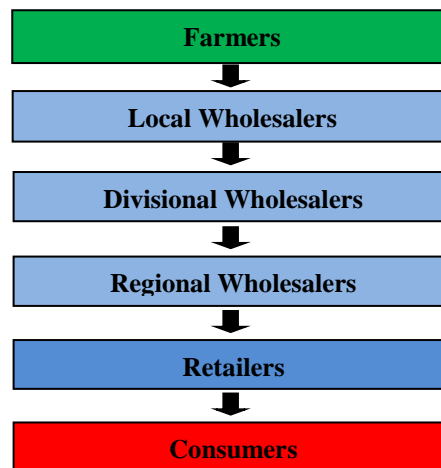 Farmers
Local Wholesalers
Divisional Wholesalers
Regional Wholesalers
Retailers
Consumers